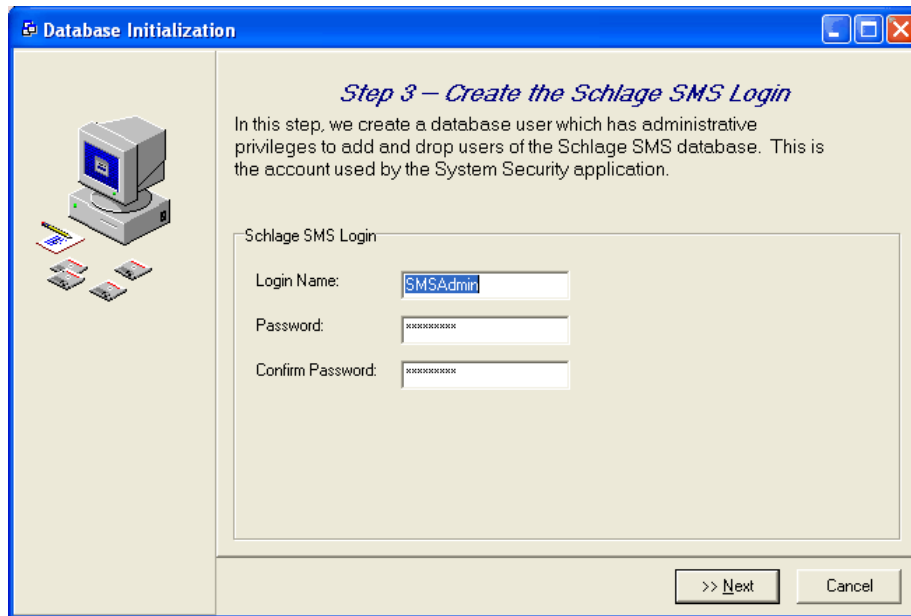 Database Initialization
Step 3 – Create the Schlage SMS Login
In this step, we create a database user which has administrative
privileges to add and drop users of the Schlage SMS database. This is
the account used by the System Security application.
Schlage SMS Login
Login Name: SMSAdmin
Password: *********
Confirm Password: *********
>> Next Cancel